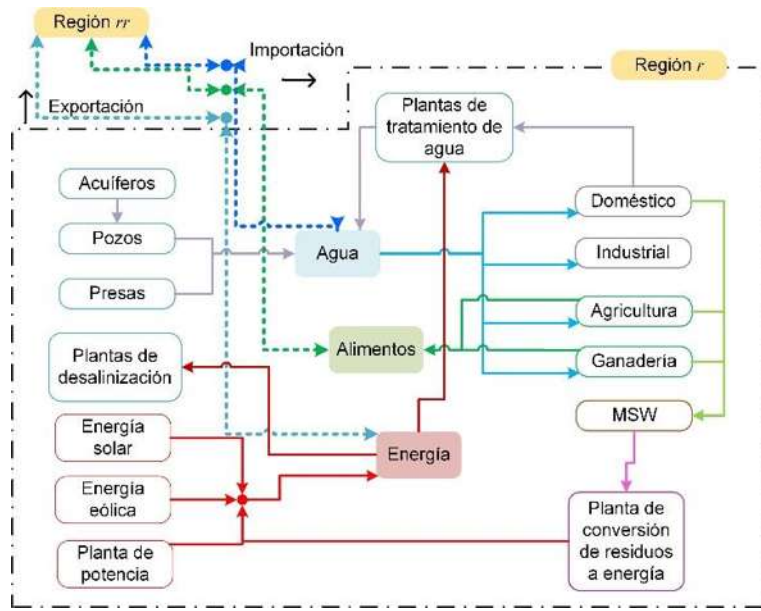 Región rr
Importación
Región r
Exportación
Plantas de
tratamiento de
agua
Acuíferos
Doméstico
Pozos
Agua
Industrial
Presas
Agricultura
Alimentos
Plantas de
desalinización
Ganadería
MSW
Energía
solar
Energía
Energía
eólica
Planta de
conversión
de residuos
a energía
Planta de
potencia